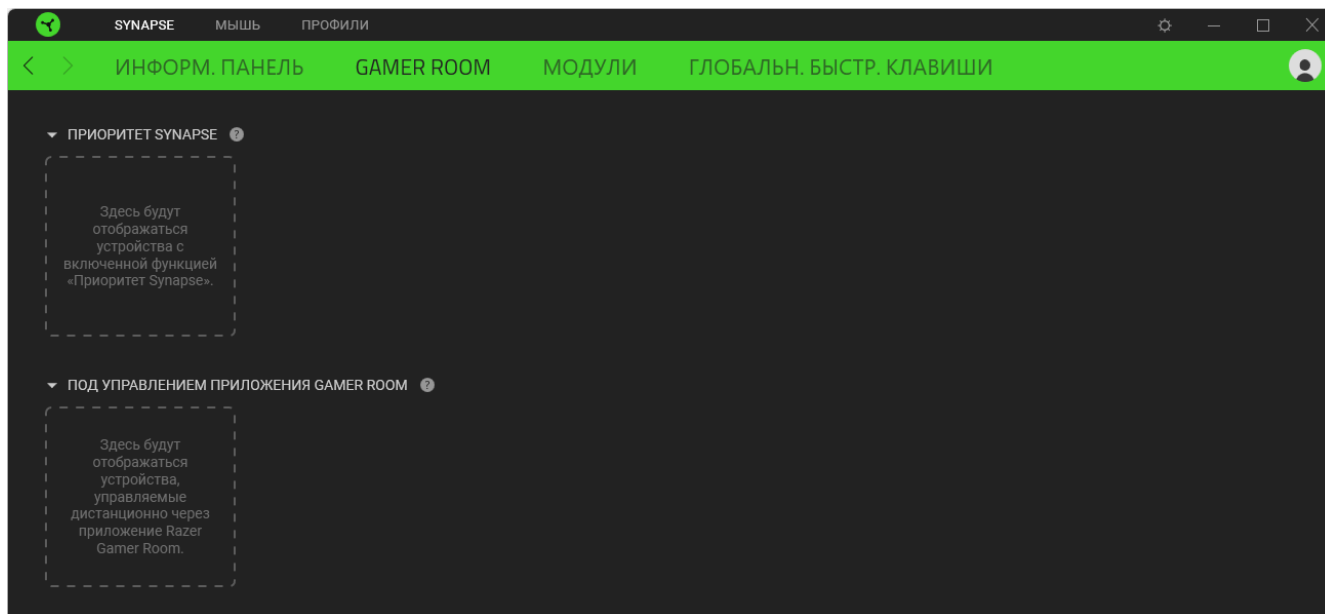 SYNAPSE МЫШЬ ПРОФИЛИ
ИНФОРМ. ПАНЕЛЬ GAMER ROOM МОДУЛИ ГЛОБАЛЬН. БЫСТР. КЛАВИШИ
ПРИОРИТЕТ SYNAPSE ?
Здесь будут
отображаться
устройства с
включенной функцией
«Приоритет Synapse».
ПОД УПРАВЛЕНИЕМ ПРИЛОЖЕНИЯ GAMER ROOM ?
Здесь будут
отображаться
устройства,
управляемые
дистанционно через
приложение Razer
Gamer Room.